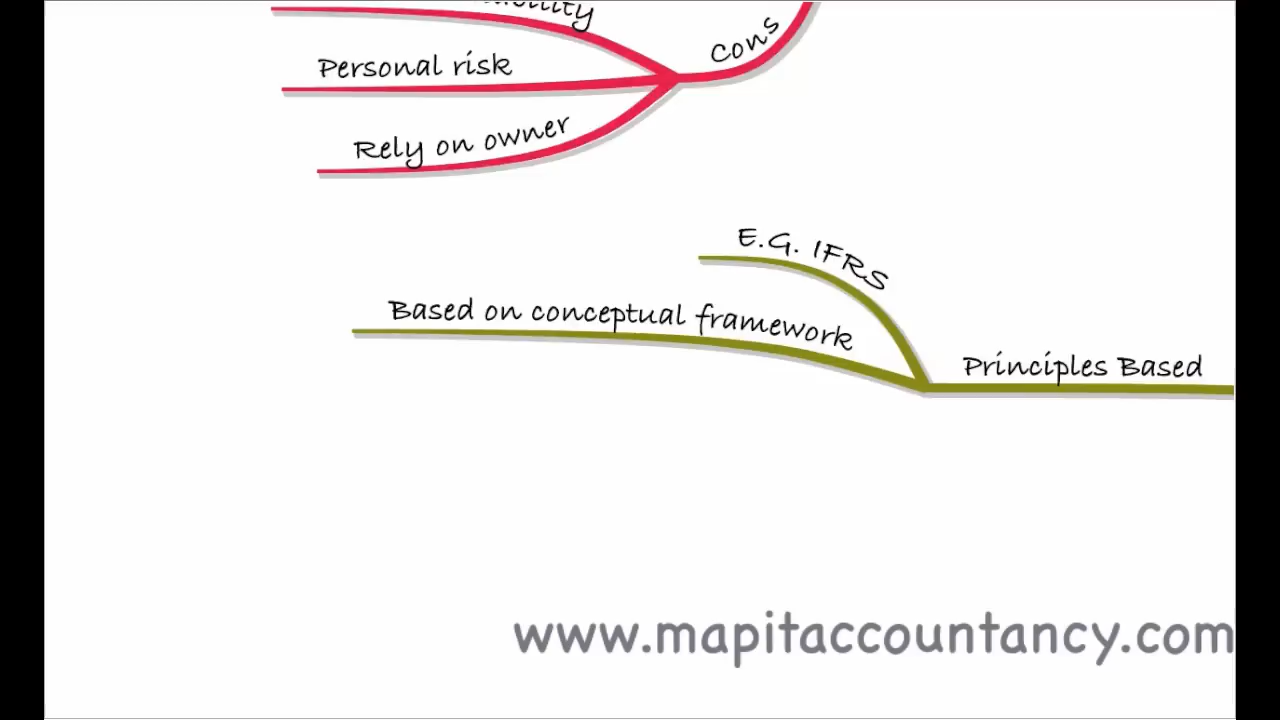 Cons
Personal risk
Rely on owner
E.G. IFRS
Based on conceptual framework
Principles Based
www.mapitaccountancy.com